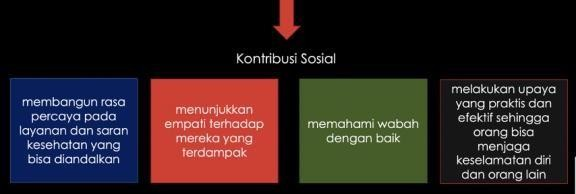 Kontribusi Sosial
membangun rasa
percaya pada
layanan dan saran
kesehatan yang
bisa diandalkan
menunjukkan
empati terhadap
mereka yang
terdampak
memahami wabah
dengan baik
melakukan upaya
yang praktis dan
efektif sehingga
orang bisa
menjaga
keselamatan diri
dan orang lain